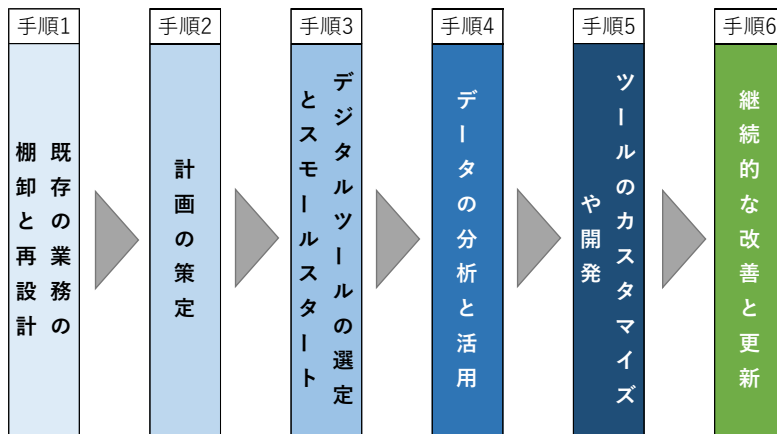 手順1
既存の業務の
棚卸と再設計
手順2
計画の策定
手順3
デジタルツールの選定
とスモールスタート
手順4
データの分析と活用
手順5
ツールのカスタマイズ
や開発
手順6
継続的な改善と更新